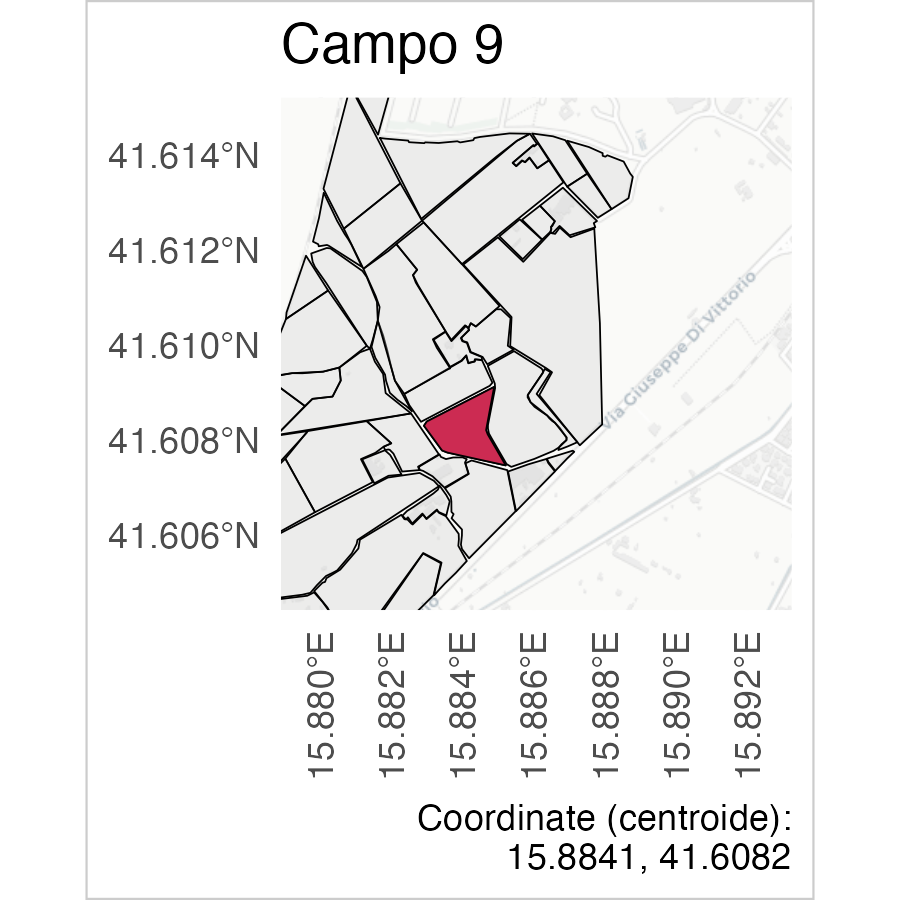 Campo 9
41.614°N
41.612°N
41.610°N
41.608°N
41.606°N
Via Giuseppe Di Vittorio
15.880°E
15.882°E
15.884°E
15.886°E
15.888°E
15.890°E
15.892°E
Coordinate (centroide):
15.8841, 41.6082